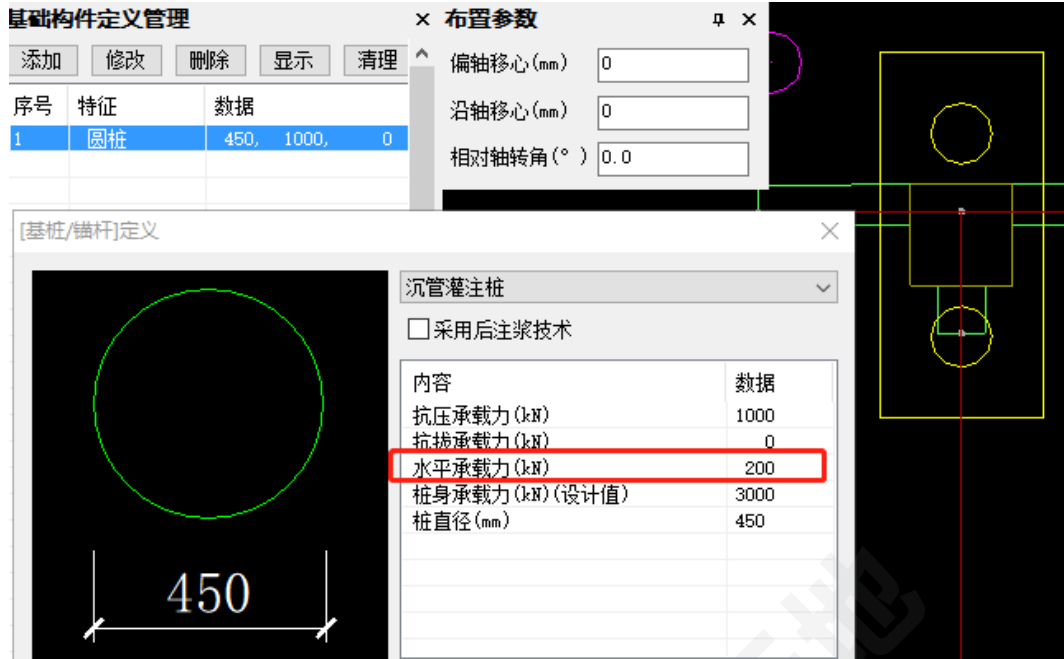 基础构件定义管理
添加 修改 删除 显示 清理
序号 特征 数据
1 圆桩 450, 1000, 0
布置参数
偏轴移心(mm) 0
沿轴移心(mm) 0
相对轴转角(°) 0.0
[基桩/锚杆]定义
沉管灌注桩
采用后注浆技术
内容 数据
抗压承载力(kN) 1000
抗拔承载力(kN) 0
水平承载力(kN) 200
桩身承载力(kN)(设计值) 3000
桩直径(mm) 450
450